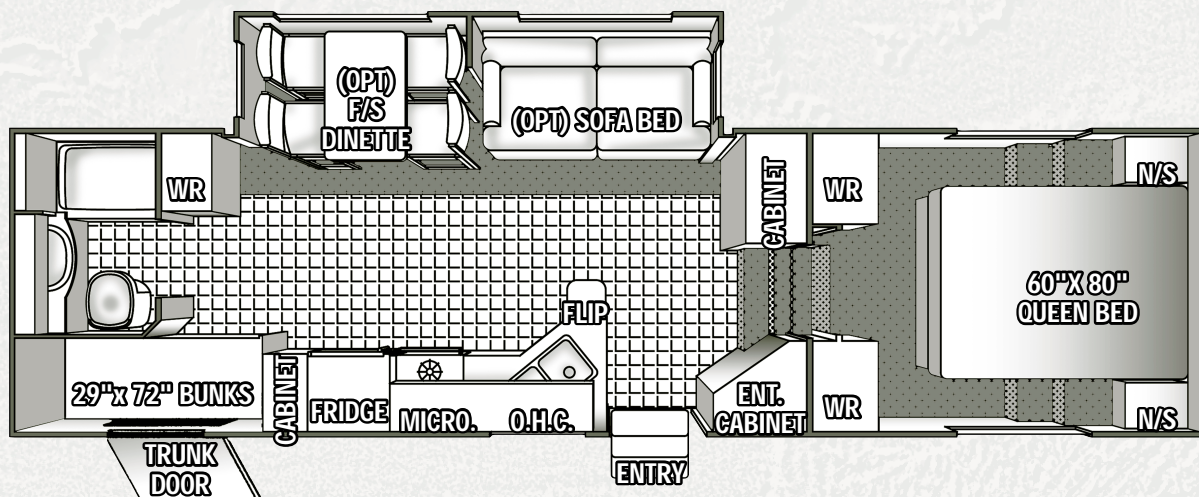 (OPT)
F/S
DINETTE
(OPT) SOFA BED
WR
CABINET
WR
N/S
60"X 80"
QUEEN BED
FLIP
29"x 72" BUNKS
CABINET
FRIDGE
MICRO.
O.H.C.
ENT.
CABINET
WR
N/S
TRUNK
DOOR
ENTRY